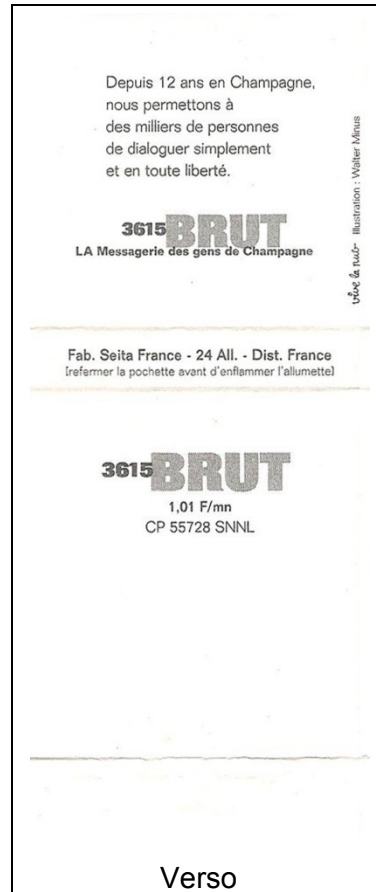 Depuis 12 ans en Champagne,
nous permettons à
des milliers de personnes
de dialoguer simplement
et en toute liberté.
3615 BRUT
LA Messagerie des gens de Champagne
vive la pub- Illustration : Walter Minus
Fab. Seita France - 24 All. - Dist. France
(refermer la pochette avant d'enflammer l'allumette)
3615 BRUT
1,01 F/mn
CP 55728 SNNL
Verso